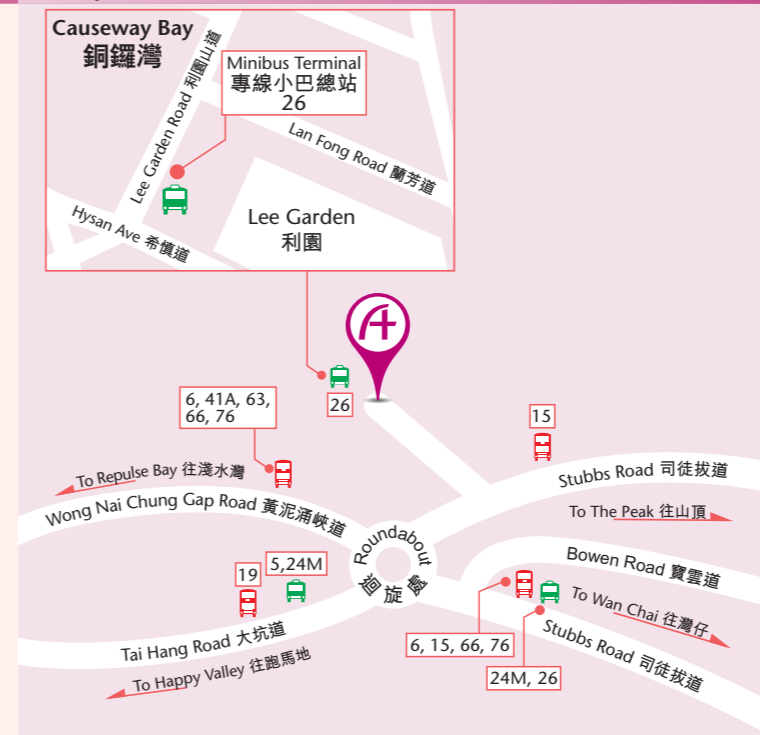 Causeway Bay
銅鑼灣
Lee Garden Road 利園山道
Minibus Terminal
專線小巴總站
26
Lan Fong Road 蘭芳道
Hysan Ave 希慎道
Lee Garden
利園
26
6, 41A, 63,
66, 76
15
To Repulse Bay 往淺水灣
Stubbs Road 司徒拔道
Wong Nai Chung Gap Road 黃泥涌峽道
To The Peak 往山頂
Roundabout
迴旋處
Bowen Road 寶雲道
19
5,24M
To Wan Chai 往灣仔
Tai Hang Road 大坑道
6, 15, 66, 76
Stubbs Road 司徒拔道
24M, 26
To Happy Valley 往跑馬地